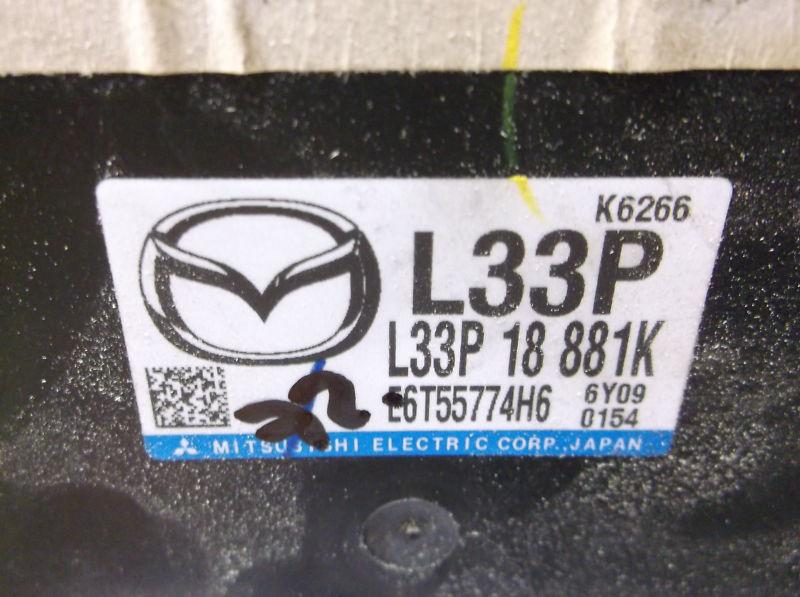 K6266
L33P
L33P 18 881K
E6T55774H6 6Y09
0154
MITSUBISHI ELECTRIC CORP., JAPAN